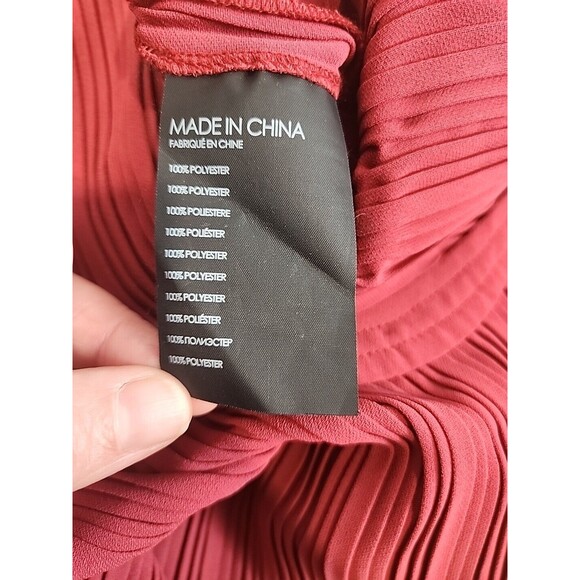 MADE IN CHINA
FABRIQUÉ EN CHINE
100% POLYESTER
100% POLYESTER
100% POLIESTERE
100% POLIÉSTER
100% POLYESTER
100% POLYESTER
100% POLYESTER
100% POLIÉSTER
100% ПОЛИЭСТЕР
100% POLYESTER